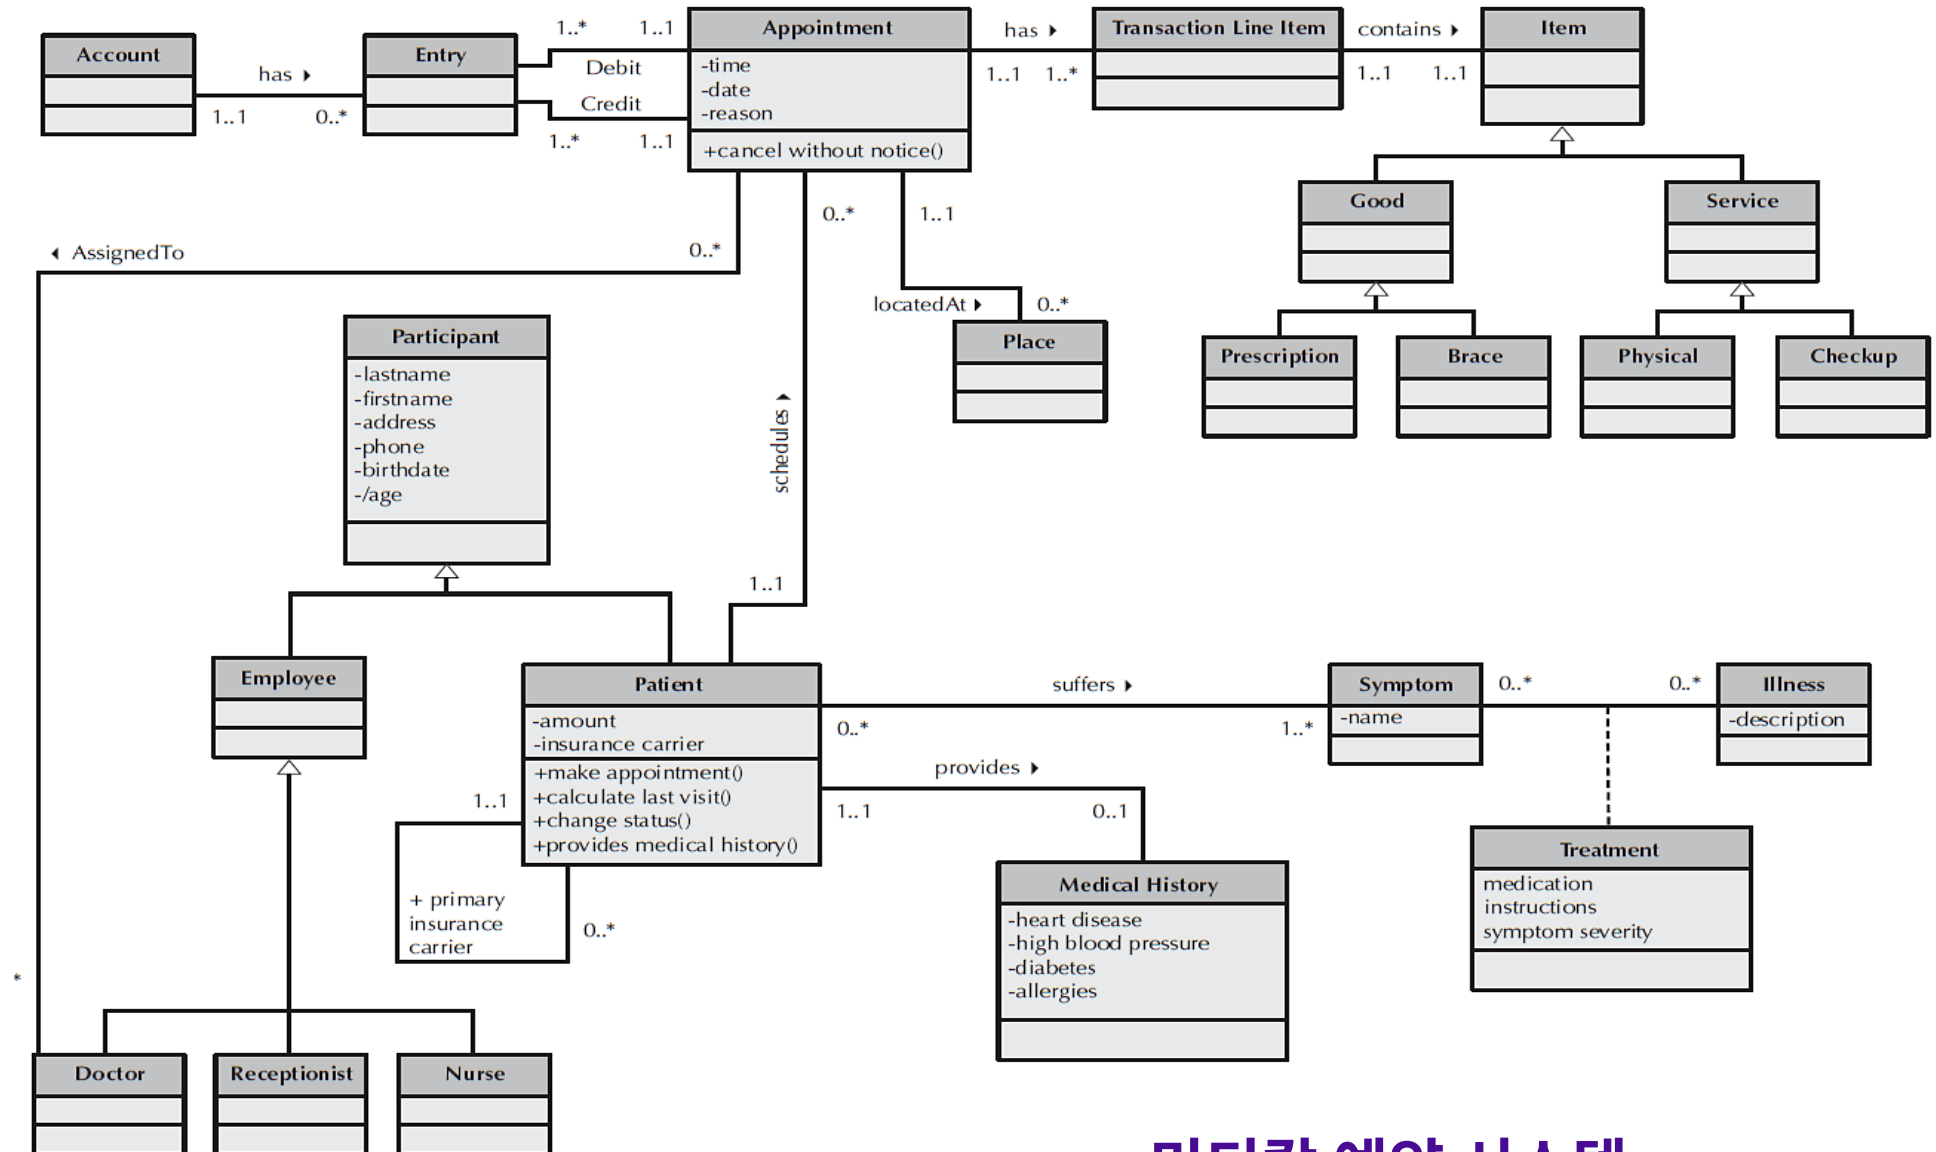 Account
has
1..1
0..*
Entry
1..*
1..1
Debit
Credit
1..*
1..1
Appointment
-time
-date
-reason
+cancel without notice()
has
1..1
1..*
Transaction Line Item
contains
1..1
1..1
Item
Good
Service
Prescription
Brace
Physical
Checkup
AssignedTo
0..*
0..*
1..1
locatedAt
0..*
Place
schedules
1..1
Participant
-lastname
-firstname
-address
-phone
-birthdate
-/age
Employee
Patient
-amount
-insurance carrier
+make appointment()
+calculate last visit()
+change status()
+provides medical history()
1..1
+ primary
insurance
carrier
0..*
suffers
0..*
1..*
Symptom
-name
0..*
0..*
Illness
-description
provides
1..1
0..1
Medical History
-heart disease
-high blood pressure
-diabetes
-allergies
Treatment
medication
instructions
symptom severity
*
Doctor
Receptionist
Nurse